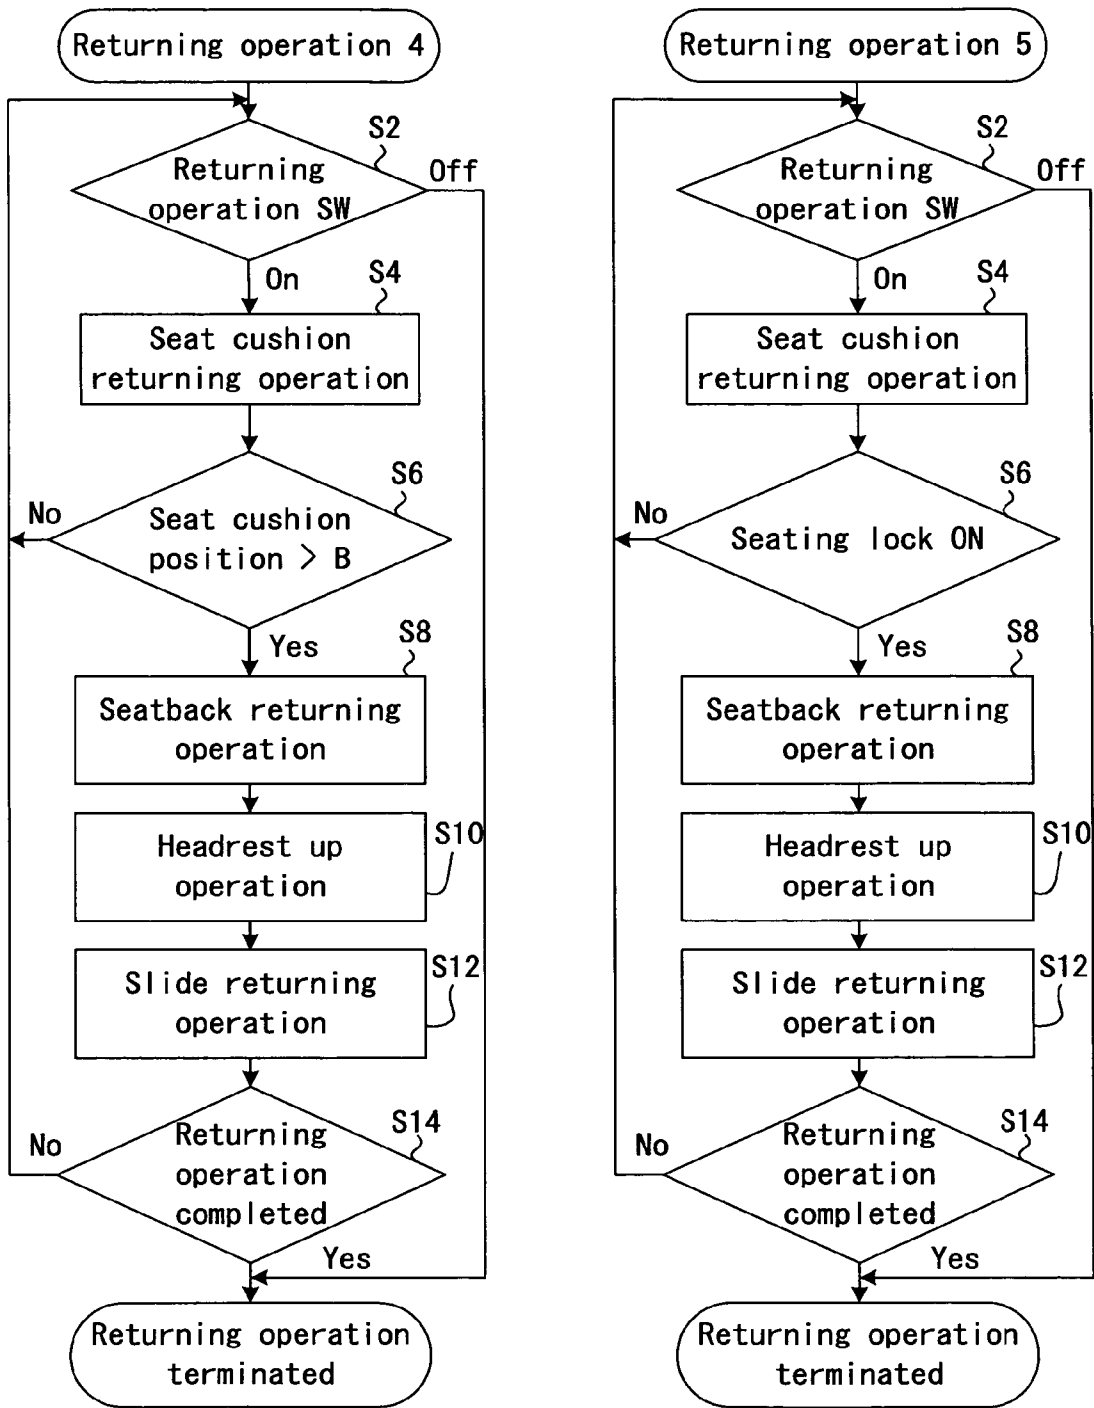 Returning operation 4
S2
Returning
operation SW
Off
On
S4
Seat cushion
returning operation
S6
No
Seat cushion
position > B
Yes
S8
Seatback returning
operation
Headrest up
operation
S10
Slide returning
operation
S12
S14
No
Returning
operation
completed
Yes
Returning operation
terminated
Returning operation 5
S2
Returning
operation SW
Off
On
S4
Seat cushion
returning operation
S6
No
Seating lock ON
Yes
S8
Seatback returning
operation
Headrest up
operation
S10
Slide returning
operation
S12
S14
No
Returning
operation
completed
Yes
Returning operation
terminated